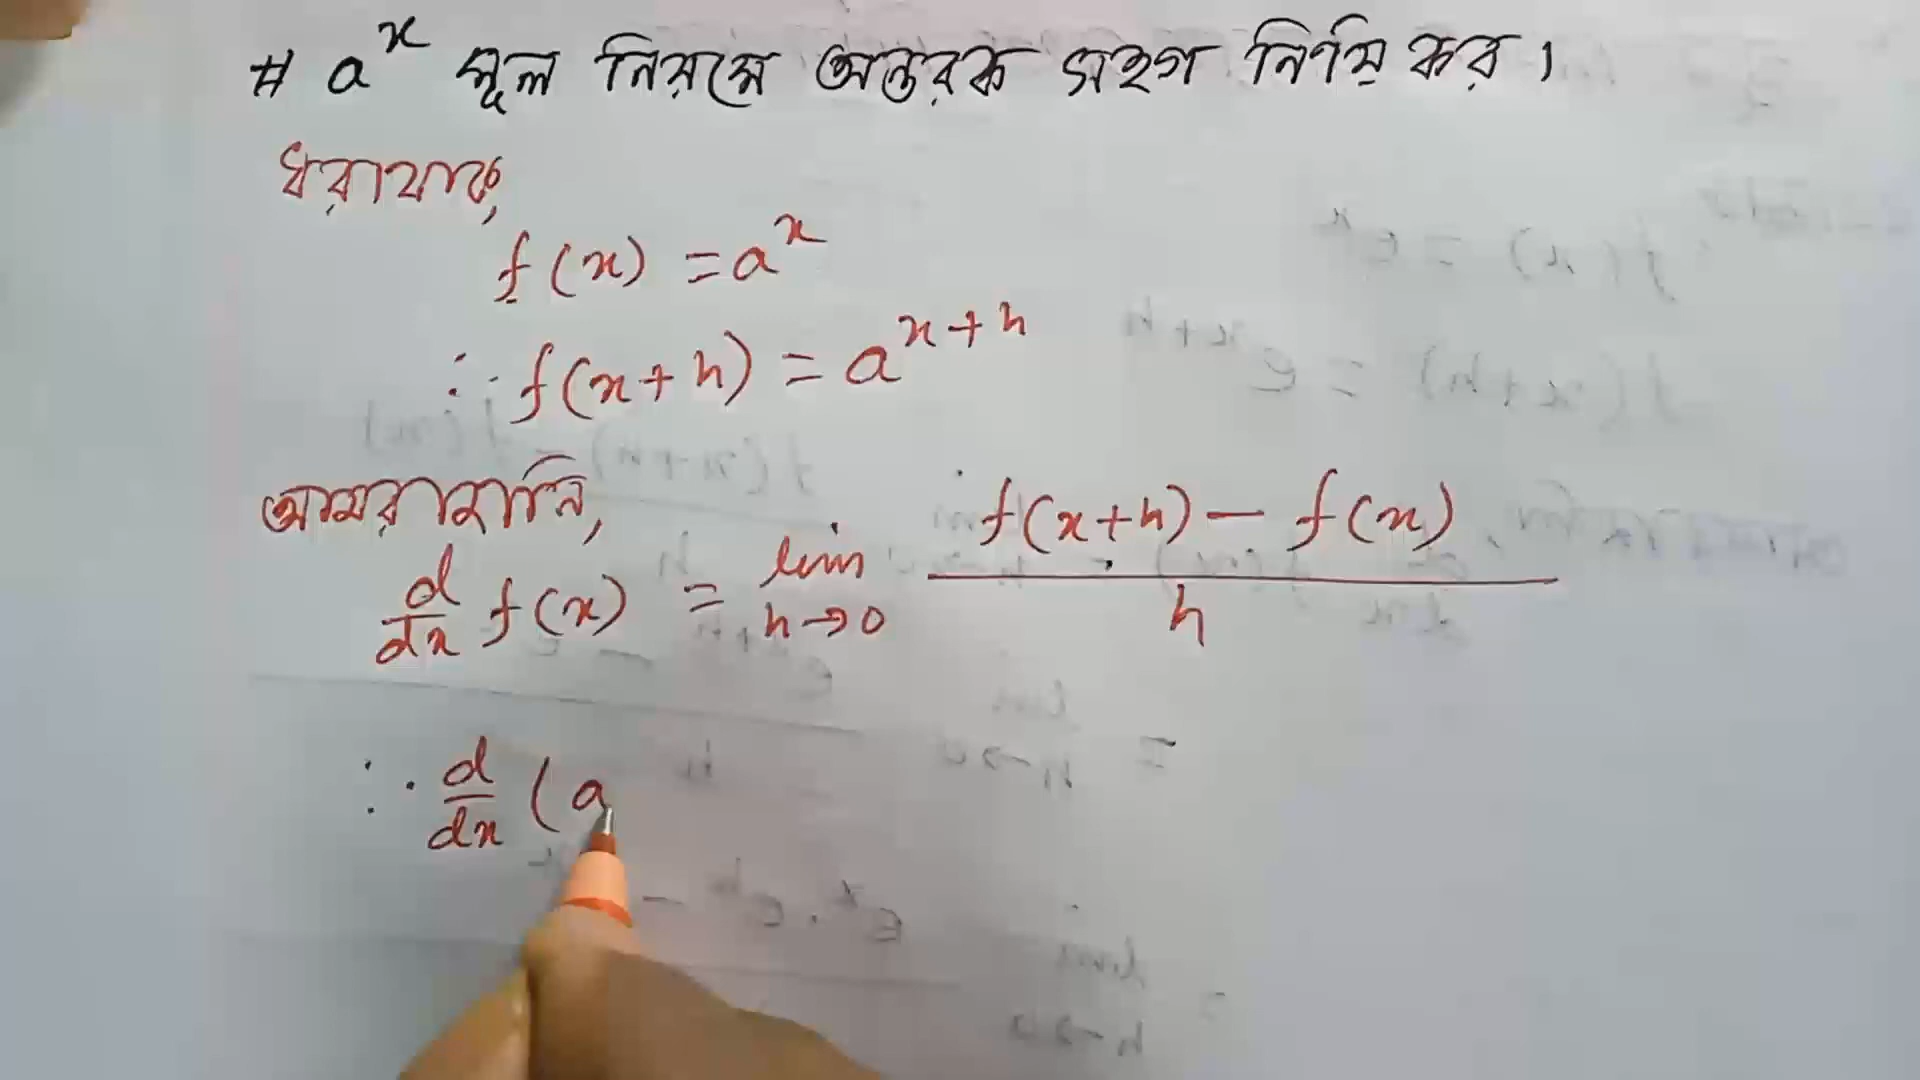 # a^x মূল নিয়মে অন্তরক সহগ নির্ণয় কর।
ধরাযাক,
f(x) = a^x
∴ f(x+h) = a^{x+h}
আমরাজানি,
d/dx f(x) = lim h→0 f(x+h) - f(x) / h
∴ d/dx (a